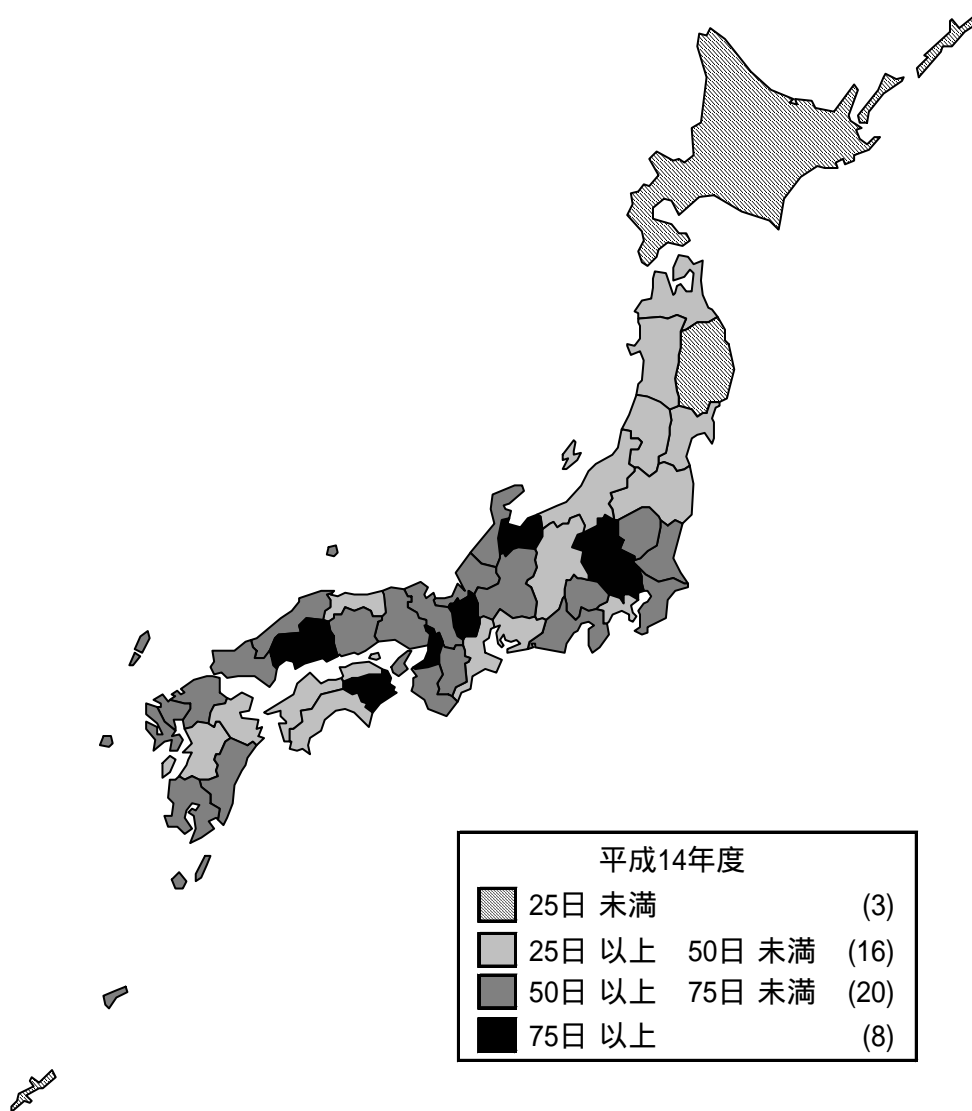 平成14年度
25日 未満 (3)
25日 以上 50日 未満 (16)
50日 以上 75日 未満 (20)
75日 以上 (8)